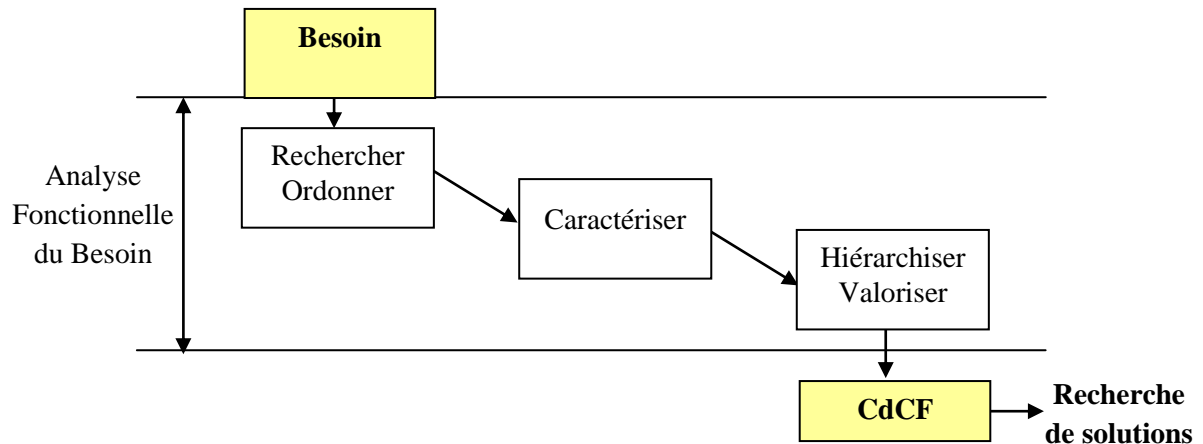 Besoin
Analyse
Fonctionnelle
du Besoin
Rechercher
Ordonner
Caractériser
Hiérarchiser
Valoriser
CdCF
Recherche
de solutions